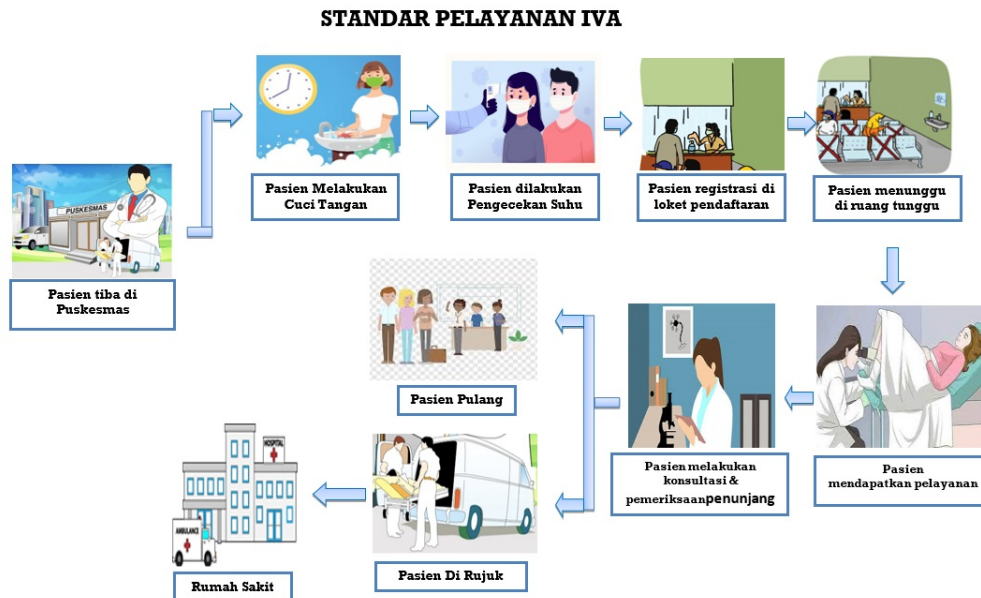 STANDAR PELAYANAN IVA
Pasien Melakukan
Cuci Tangan
Pasien dilakukan
Pengecekan Suhu
Pasien registrasi di
loket pendaftaran
Pasien menunggu
di ruang tunggu
PUSKESMAS
Pasien tiba di
Puskesmas
Pasien Pulang
Pasien melakukan
konsultasi &
pemeriksaanpenunjang
Pasien
mendapatkan pelayanan
HOSPITAL
AMBULANCE
Rumah Sakit
Pasien Di Rujuk